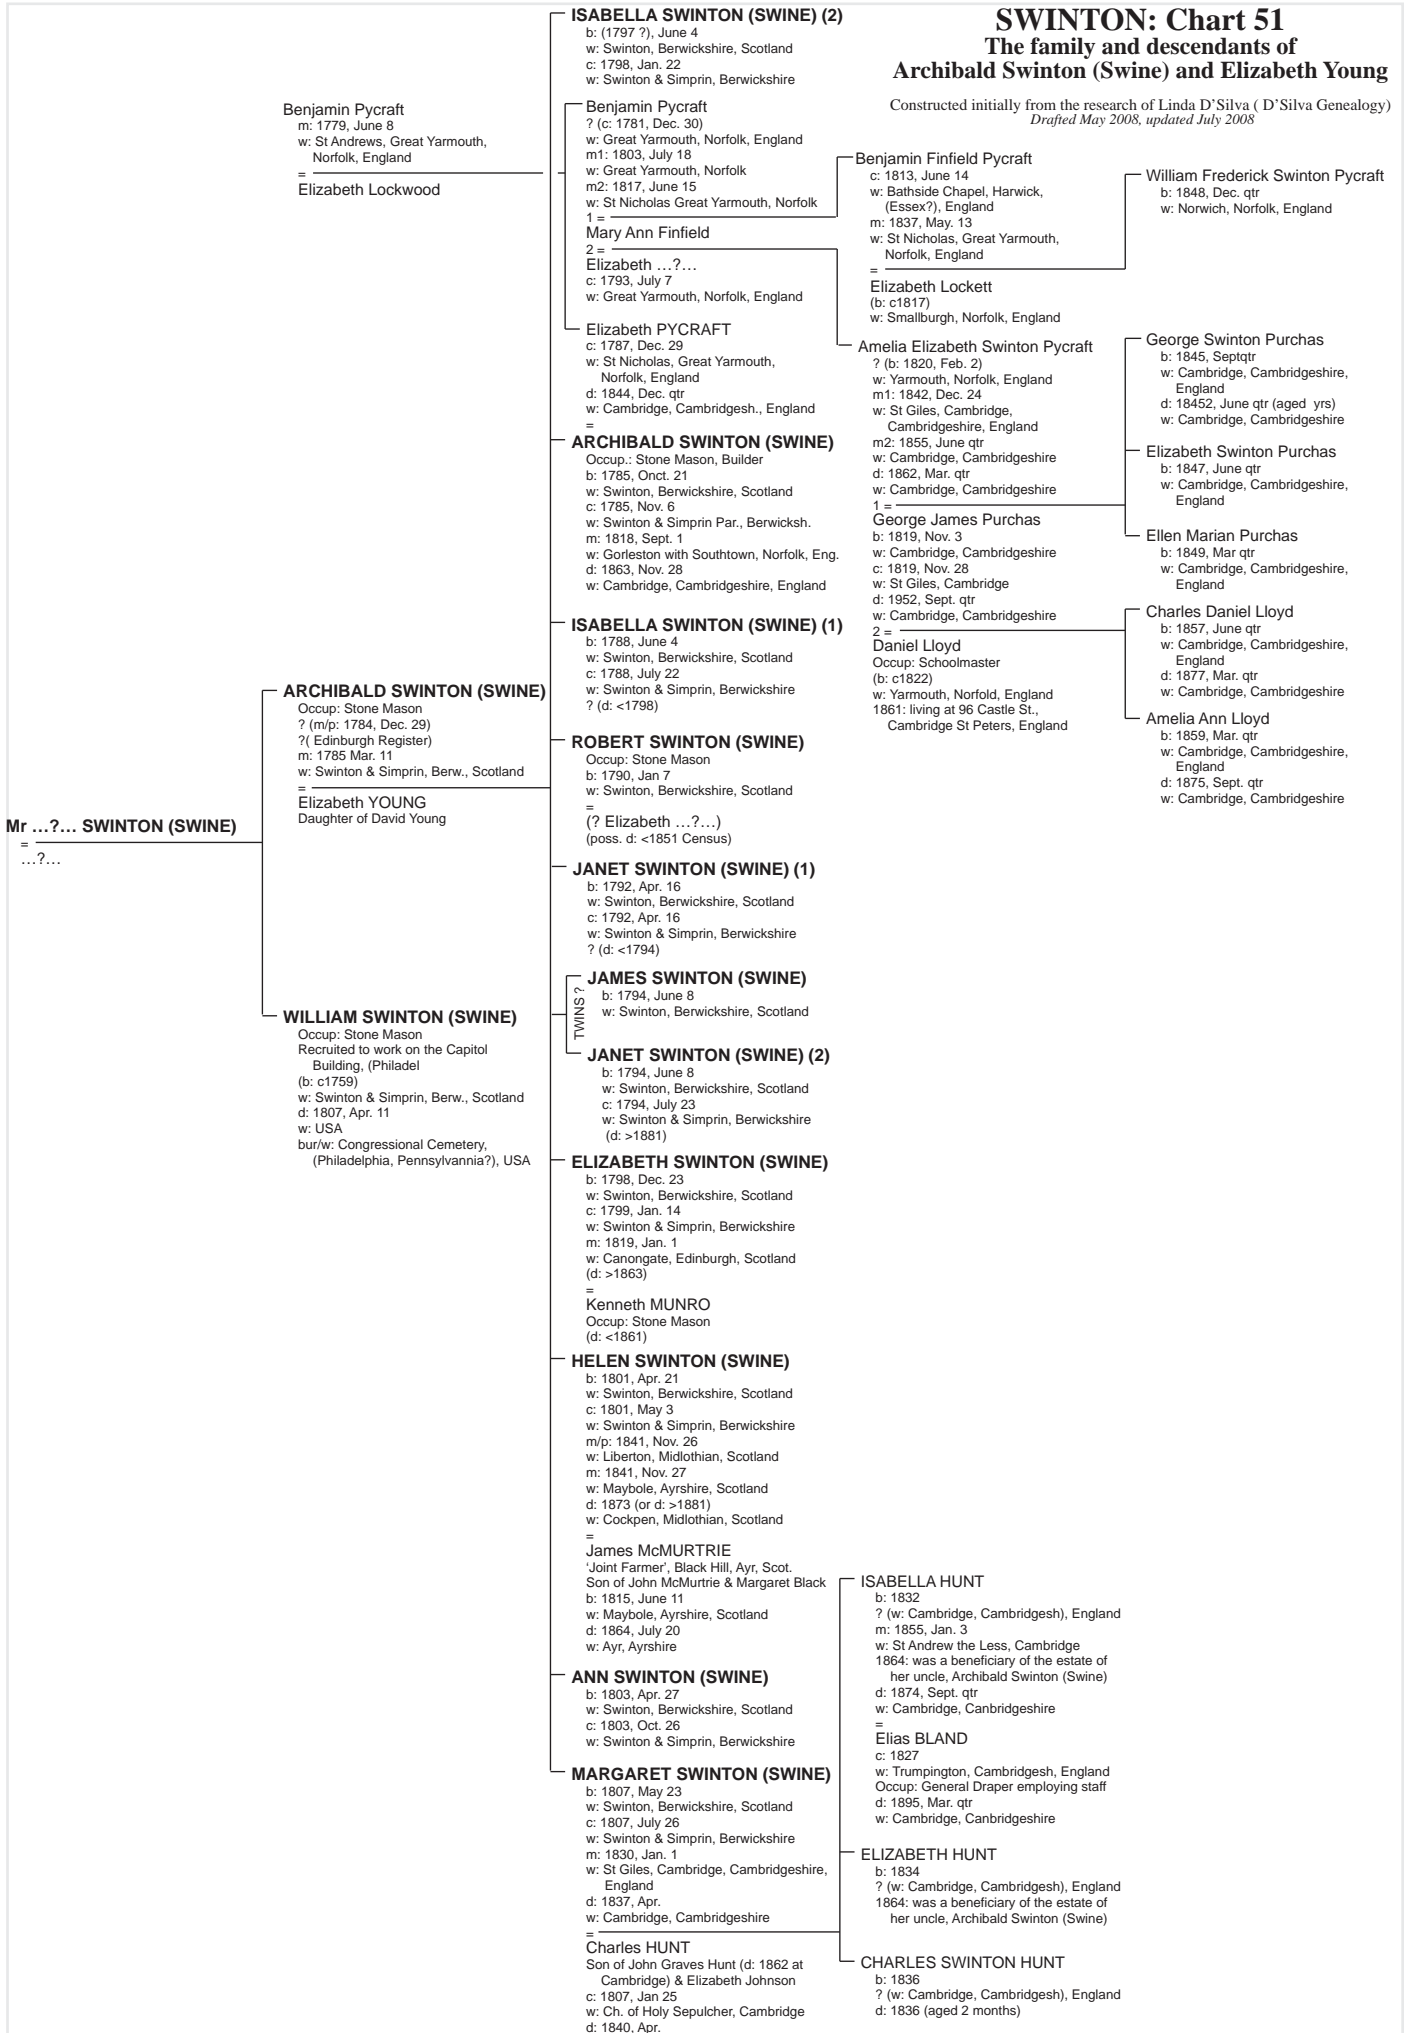 SWINTON: Chart 51
The family and descendants of
Archibald Swinton (Swine) and Elizabeth Young
Constructed initially from the research of Linda D'Silva ( D'Silva Genealogy)
Drafted May 2008, updated July 2008
Mr …?… SWINTON (SWINE)
=
…?…
Benjamin Pycraft
m: 1779, June 8
w: St Andrews, Great Yarmouth,
Norfolk, England
=
Elizabeth Lockwood
ARCHIBALD SWINTON (SWINE)
Occup: Stone Mason
? (m/p: 1784, Dec. 29)
?( Edinburgh Register)
m: 1785 Mar. 11
w: Swinton & Simprin, Berw., Scotland
=
Elizabeth YOUNG
Daughter of David Young
WILLIAM SWINTON (SWINE)
Occup: Stone Mason
Recruited to work on the Capitol
Building, (Philadel
(b: c1759)
w: Swinton & Simprin, Berw., Scotland
d: 1807, Apr. 11
w: USA
bur/w: Congressional Cemetery,
(Philadelphia, Pennsylvannia?), USA
ISABELLA SWINTON (SWINE) (2)
b: (1797 ?), June 4
w: Swinton, Berwickshire, Scotland
c: 1798, Jan. 22
w: Swinton & Simprin, Berwickshire
Benjamin Pycraft
? (c: 1781, Dec. 30)
w: Great Yarmouth, Norfolk, England
m1: 1803, July 18
w: Great Yarmouth, Norfolk
m2: 1817, June 15
w: St Nicholas Great Yarmouth, Norfolk
1 =
Mary Ann Finfield
2 =
Elizabeth …?…
c: 1793, July 7
w: Great Yarmouth, Norfolk, England
Elizabeth PYCRAFT
c: 1787, Dec. 29
w: St Nicholas, Great Yarmouth,
Norfolk, England
d: 1844, Dec. qtr
w: Cambridge, Cambridgesh., England
=
ARCHIBALD SWINTON (SWINE)
Occup.: Stone Mason, Builder
b: 1785, Onct. 21
w: Swinton, Berwickshire, Scotland
c: 1785, Nov. 6
w: Swinton & Simprin Par., Berwicksh.
m: 1818, Sept. 1
w: Gorleston with Southtown, Norfolk, Eng.
d: 1863, Nov. 28
w: Cambridge, Cambridgeshire, England
ISABELLA SWINTON (SWINE) (1)
b: 1788, June 4
w: Swinton, Berwickshire, Scotland
c: 1788, July 22
w: Swinton & Simprin, Berwickshire
? (d: <1798)
ROBERT SWINTON (SWINE)
Occup: Stone Mason
b: 1790, Jan 7
w: Swinton, Berwickshire, Scotland
=
(? Elizabeth …?…)
(poss. d: <1851 Census)
JANET SWINTON (SWINE) (1)
b: 1792, Apr. 16
w: Swinton, Berwickshire, Scotland
c: 1792, Apr. 16
w: Swinton & Simprin, Berwickshire
? (d: <1794)
TWINS ?
JAMES SWINTON (SWINE)
b: 1794, June 8
w: Swinton, Berwickshire, Scotland
JANET SWINTON (SWINE) (2)
b: 1794, June 8
w: Swinton, Berwickshire, Scotland
c: 1794, July 23
w: Swinton & Simprin, Berwickshire
(d: >1881)
ELIZABETH SWINTON (SWINE)
b: 1798, Dec. 23
w: Swinton, Berwickshire, Scotland
c: 1799, Jan. 14
w: Swinton & Simprin, Berwickshire
m: 1819, Jan. 1
w: Canongate, Edinburgh, Scotland
(d: >1863)
=
Kenneth MUNRO
Occup: Stone Mason
(d: <1861)
HELEN SWINTON (SWINE)
b: 1801, Apr. 21
w: Swinton, Berwickshire, Scotland
c: 1801, May 3
w: Swinton & Simprin, Berwickshire
m/p: 1841, Nov. 26
w: Liberton, Midlothian, Scotland
m: 1841, Nov. 27
w: Maybole, Ayrshire, Scotland
d: 1873 (or d: >1881)
w: Cockpen, Midlothian, Scotland
=
James McMURTRIE
'Joint Farmer', Black Hill, Ayr, Scot.
Son of John McMurtrie & Margaret Black
b: 1815, June 11
w: Maybole, Ayrshire, Scotland
d: 1864, July 20
w: Ayr, Ayrshire
ANN SWINTON (SWINE)
b: 1803, Apr. 27
w: Swinton, Berwickshire, Scotland
c: 1803, Oct. 26
w: Swinton & Simprin, Berwickshire
MARGARET SWINTON (SWINE)
b: 1807, May 23
w: Swinton, Berwickshire, Scotland
c: 1807, July 26
w: Swinton & Simprin, Berwickshire
m: 1830, Jan. 1
w: St Giles, Cambridge, Cambridgeshire,
England
d: 1837, Apr.
w: Cambridge, Cambridgeshire
=
Charles HUNT
Son of John Graves Hunt (d: 1862 at
Cambridge) & Elizabeth Johnson
c: 1807, Jan 25
w: Ch. of Holy Sepulcher, Cambridge
d: 1840, Apr.
Benjamin Finfield Pycraft
c: 1813, June 14
w: Bathside Chapel, Harwick,
(Essex?), England
m: 1837, May. 13
w: St Nicholas, Great Yarmouth,
Norfolk, England
=
Elizabeth Lockett
(b: c1817)
w: Smallburgh, Norfolk, England
Amelia Elizabeth Swinton Pycraft
? (b: 1820, Feb. 2)
w: Yarmouth, Norfolk, England
m1: 1842, Dec. 24
w: St Giles, Cambridge,
Cambridgeshire, England
m2: 1855, June qtr
w: Cambridge, Cambridgeshire
d: 1862, Mar. qtr
w: Cambridge, Cambridgeshire
1 =
George James Purchas
b: 1819, Nov. 3
w: Cambridge, Cambridgeshire
c: 1819, Nov. 28
w: St Giles, Cambridge
d: 1952, Sept. qtr
w: Cambridge, Cambridgeshire
2 =
Daniel Lloyd
Occup: Schoolmaster
(b: c1822)
w: Yarmouth, Norfold, England
1861: living at 96 Castle St.,
Cambridge St Peters, England
ISABELLA HUNT
b: 1832
? (w: Cambridge, Cambridgesh), England
m: 1855, Jan. 3
w: St Andrew the Less, Cambridge
1864: was a beneficiary of the estate of
her uncle, Archibald Swinton (Swine)
d: 1874, Sept. qtr
w: Cambridge, Canbridgeshire
=
Elias BLAND
c: 1827
w: Trumpington, Cambridgesh, England
Occup: General Draper employing staff
d: 1895, Mar. qtr
w: Cambridge, Canbridgeshire
ELIZABETH HUNT
b: 1834
? (w: Cambridge, Cambridgesh), England
1864: was a beneficiary of the estate of
her uncle, Archibald Swinton (Swine)
CHARLES SWINTON HUNT
b: 1836
? (w: Cambridge, Cambridgesh), England
d: 1836 (aged 2 months)
William Frederick Swinton Pycraft
b: 1848, Dec. qtr
w: Norwich, Norfolk, England
George Swinton Purchas
b: 1845, Septqtr
w: Cambridge, Cambridgeshire,
England
d: 18452, June qtr (aged yrs)
w: Cambridge, Cambridgeshire
Elizabeth Swinton Purchas
b: 1847, June qtr
w: Cambridge, Cambridgeshire,
England
Ellen Marian Purchas
b: 1849, Mar qtr
w: Cambridge, Cambridgeshire,
England
Charles Daniel Lloyd
b: 1857, June qtr
w: Cambridge, Cambridgeshire,
England
d: 1877, Mar. qtr
w: Cambridge, Cambridgeshire
Amelia Ann Lloyd
b: 1859, Mar. qtr
w: Cambridge, Cambridgeshire,
England
d: 1875, Sept. qtr
w: Cambridge, Cambridgeshire